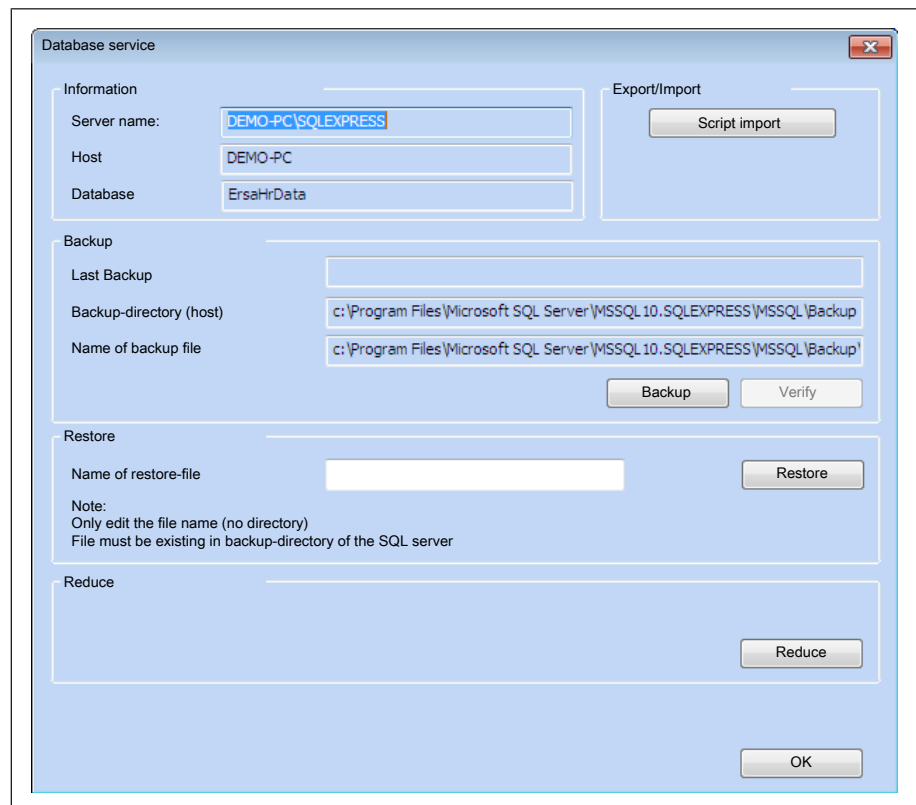 Database service
Information
Server name: DEMO-PC\SQLEXPRESS
Host DEMO-PC
Database ErsaHrData
Export/Import
Script import
Backup
Last Backup
Backup-directory (host) c:\Program Files\Microsoft SQL Server\MSSQL10.SQLEXPRESS\MSSQL\Backup
Name of backup file c:\Program Files\Microsoft SQL Server\MSSQL10.SQLEXPRESS\MSSQL\Backup\
Backup Verify
Restore
Name of restore-file Restore
Note:
Only edit the file name (no directory)
File must be existing in backup-directory of the SQL server
Reduce
Reduce
OK